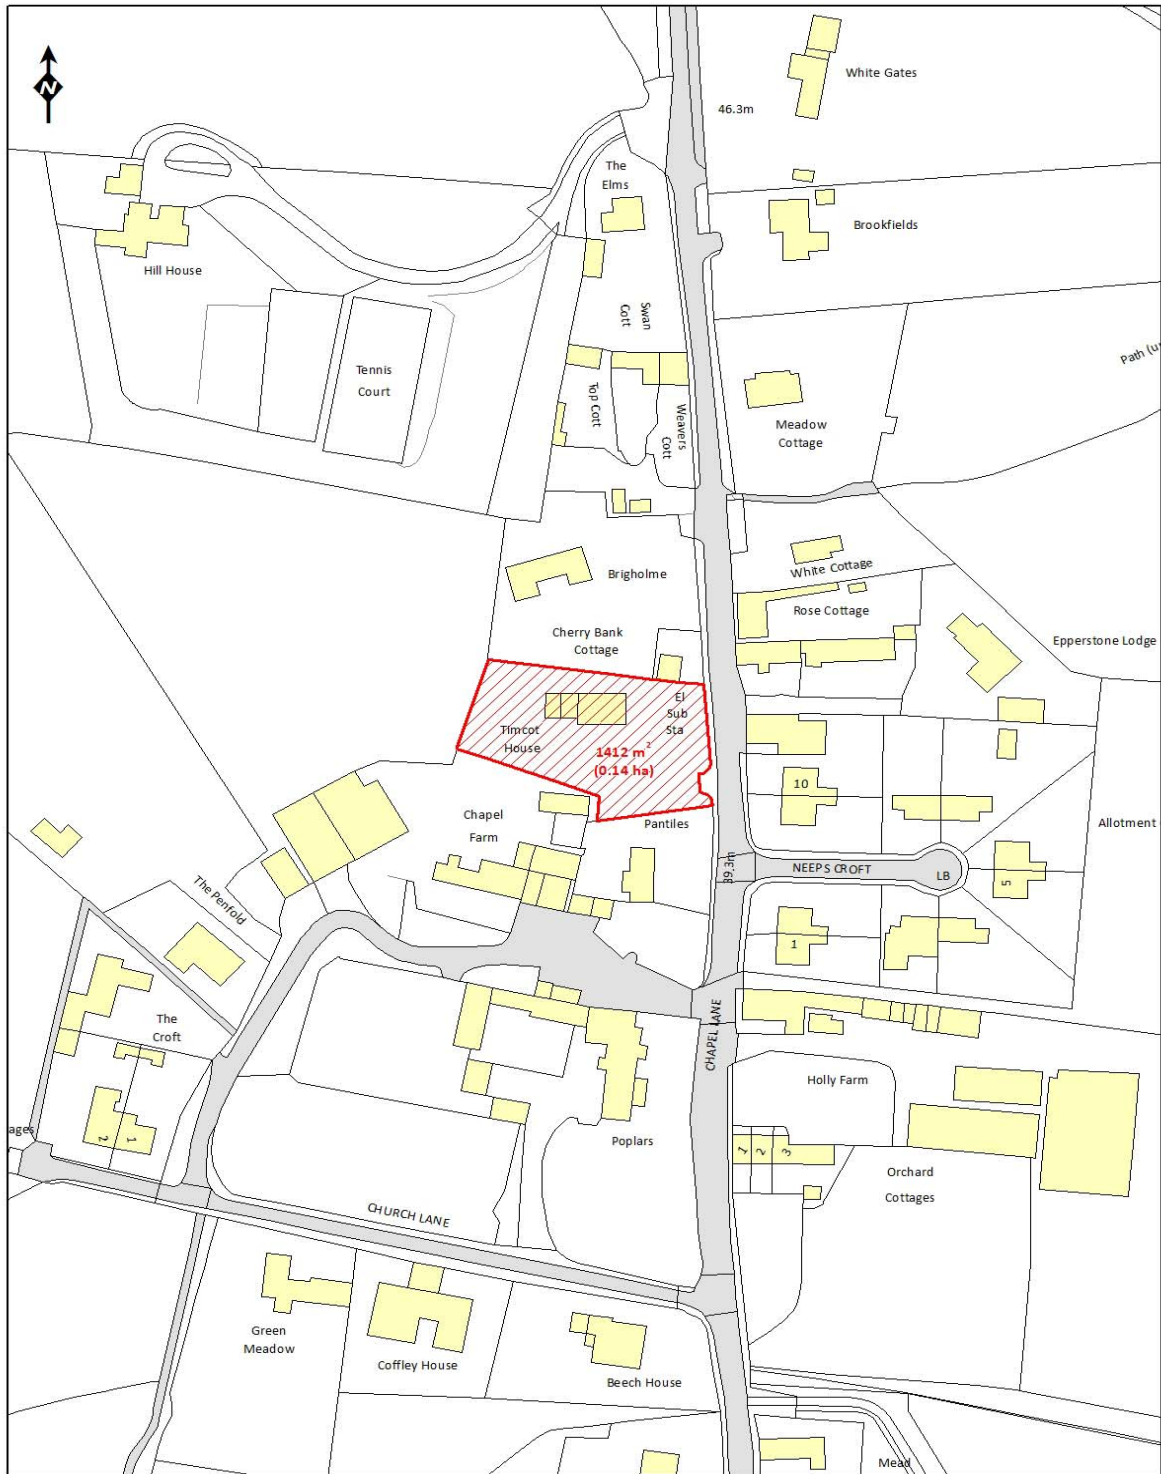 N
White Gates
46.3m
The
Elms
Brookfields
Hill House
Swan
Cott
Path (u
Tennis
Court
Top Cott
Weavers
Cott
Meadow
Cottage
White Cottage
Brigholme
Rose Cottage
Cherry Bank
Cottage
Epperstone Lodge
El
Sub
Sta
Timcot
House
1412 m²
(0.14 ha)
10
Chapel
Farm
Pantiles
Allotment
39.3m
NEEPS CROFT
LB
5
The Penfold
1
CHAPEL LANE
The
Croft
Holly Farm
ages
2
1
Poplars
1
2
3
Orchard
Cottages
CHURCH LANE
Green
Meadow
Coffley House
Beech House
Mead